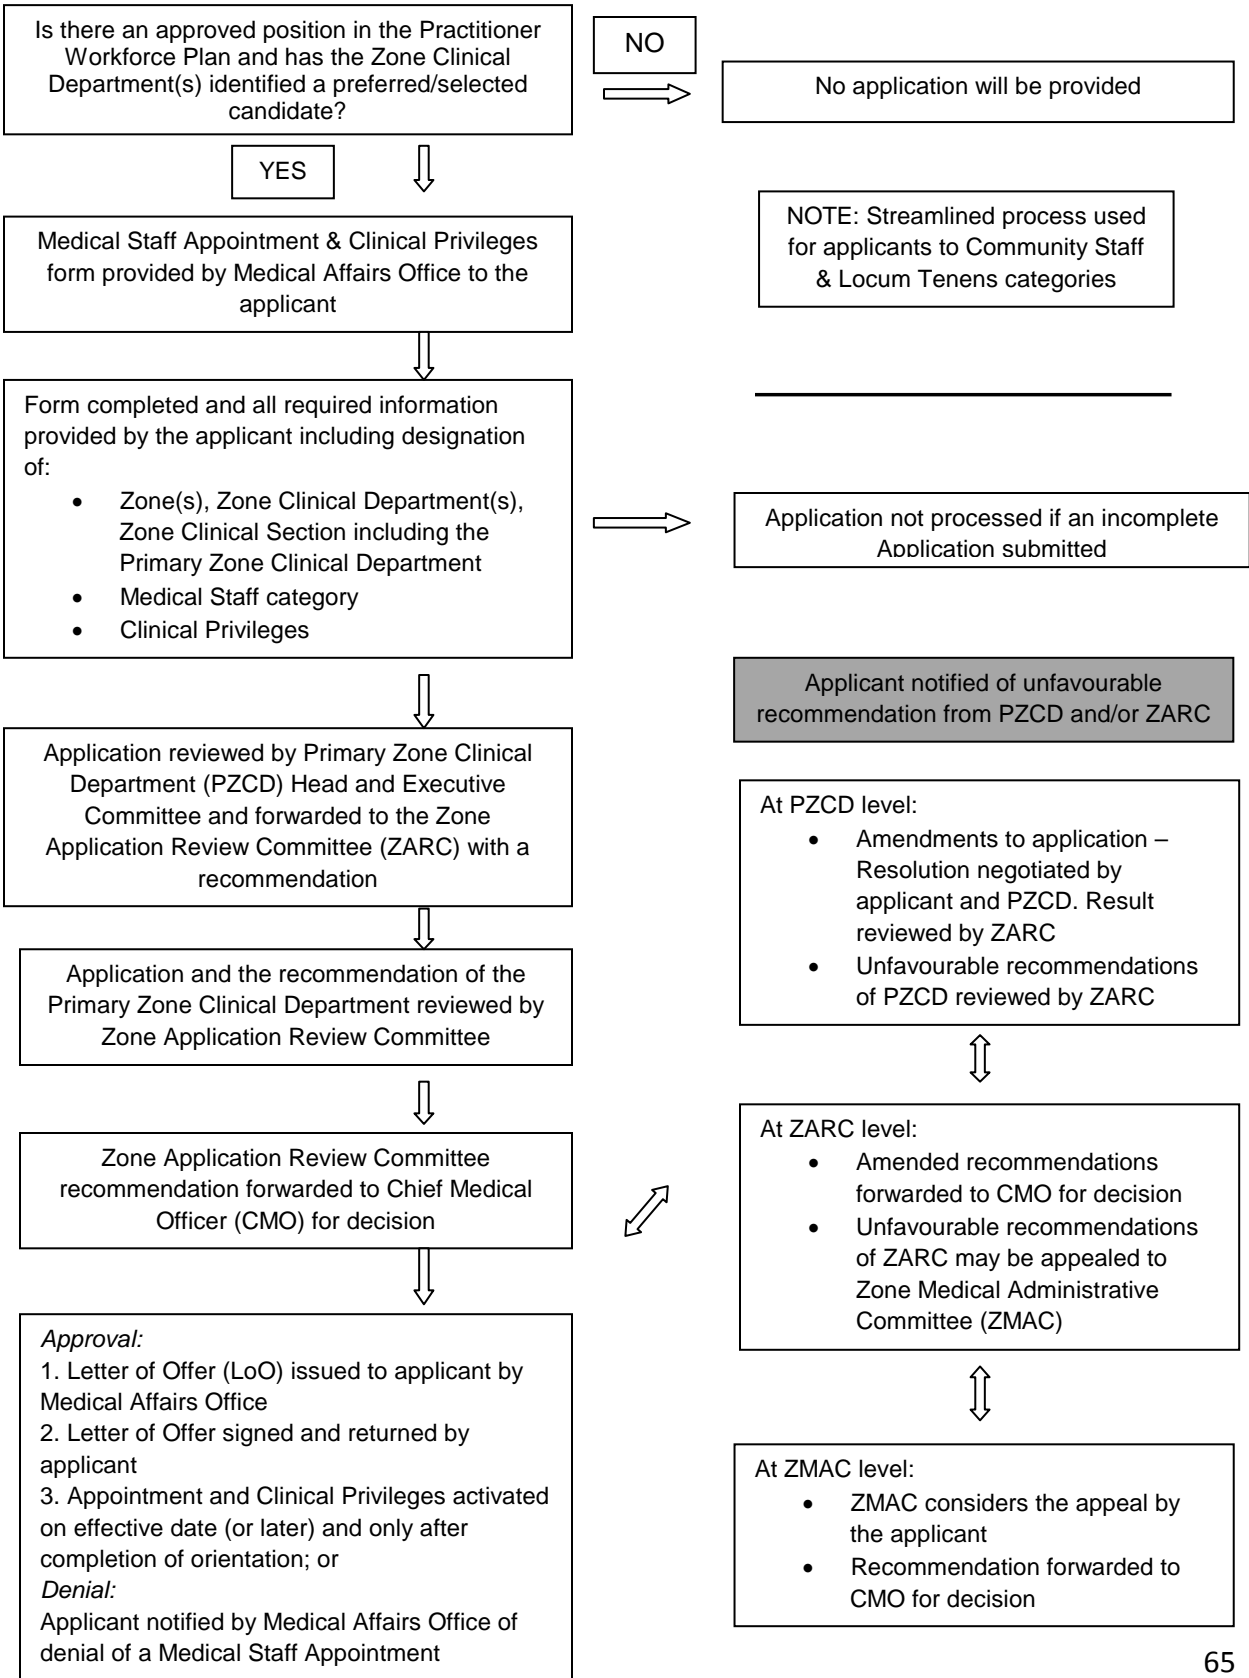 Is there an approved position in the Practitioner
Workforce Plan and has the Zone Clinical
Department(s) identified a preferred/selected
candidate?
NO
No application will be provided
YES
NOTE: Streamlined process used
for applicants to Community Staff
& Locum Tenens categories
Medical Staff Appointment & Clinical Privileges
form provided by Medical Affairs Office to the
applicant
Form completed and all required information
provided by the applicant including designation
of:
• Zone(s), Zone Clinical Department(s),
Zone Clinical Section including the
Primary Zone Clinical Department
• Medical Staff category
• Clinical Privileges
Application not processed if an incomplete
Application submitted
Application reviewed by Primary Zone Clinical
Department (PZCD) Head and Executive
Committee and forwarded to the Zone
Application Review Committee (ZARC) with a
recommendation
Application and the recommendation of the
Primary Zone Clinical Department reviewed by
Zone Application Review Committee
Zone Application Review Committee
recommendation forwarded to Chief Medical
Officer (CMO) for decision
Approval:
1. Letter of Offer (LoO) issued to applicant by
Medical Affairs Office
2. Letter of Offer signed and returned by
applicant
3. Appointment and Clinical Privileges activated
on effective date (or later) and only after
completion of orientation; or
Denial:
Applicant notified by Medical Affairs Office of
denial of a Medical Staff Appointment
Applicant notified of unfavourable
recommendation from PZCD and/or ZARC
At PZCD level:
• Amendments to application –
Resolution negotiated by
applicant and PZCD. Result
reviewed by ZARC
• Unfavourable recommendations
of PZCD reviewed by ZARC
At ZARC level:
• Amended recommendations
forwarded to CMO for decision
• Unfavourable recommendations
of ZARC may be appealed to
Zone Medical Administrative
Committee (ZMAC)
At ZMAC level:
• ZMAC considers the appeal by
the applicant
• Recommendation forwarded to
CMO for decision
65